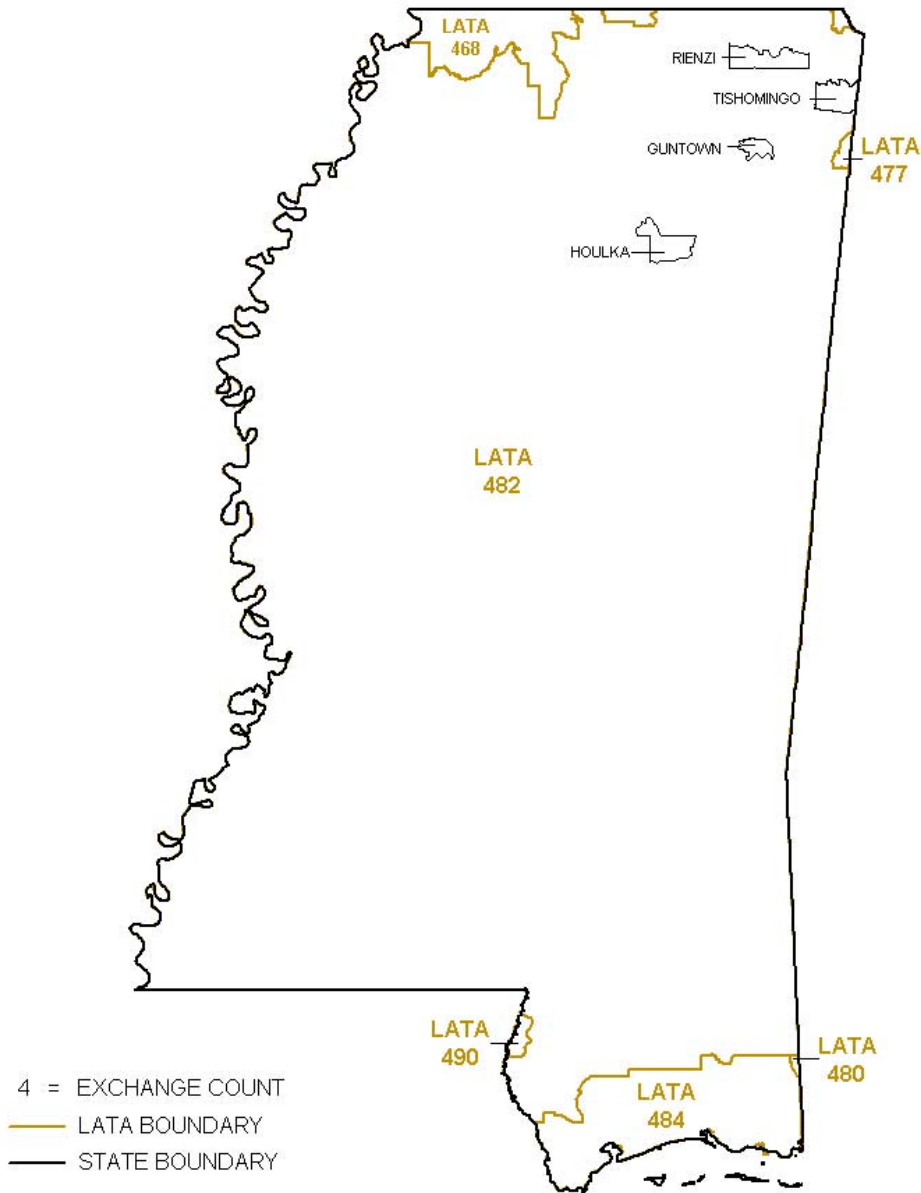 LATA
468
RIENZI
TISHOMINGO
GUNTOWN
LATA
477
HOULKA
LATA
482
LATA
490
LATA
480
LATA
484
4 = EXCHANGE COUNT
LATA BOUNDARY
STATE BOUNDARY